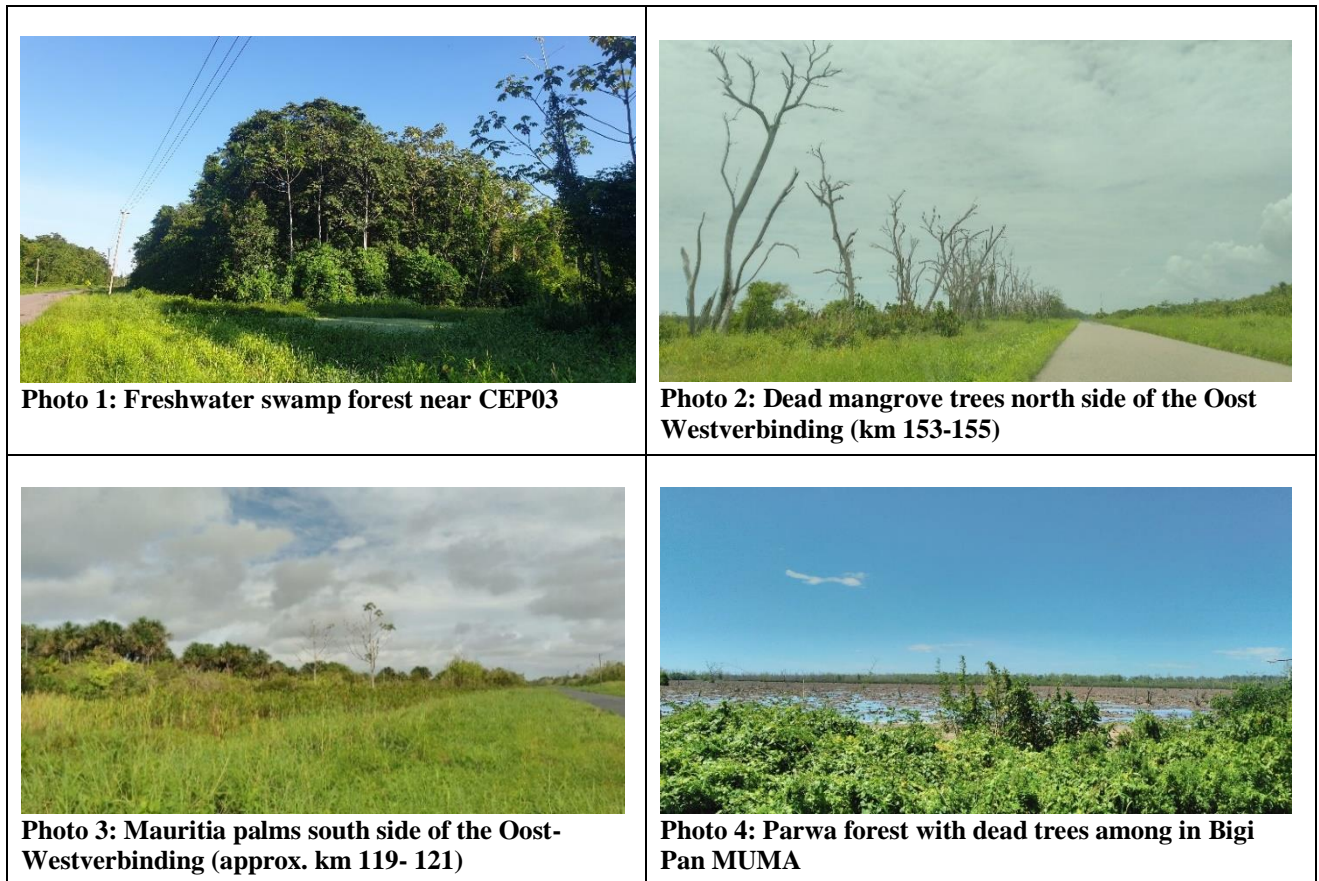 Photo 1: Freshwater swamp forest near CEP03
Photo 2: Dead mangrove trees north side of the Oost
Westverbinding (km 153-155)
Photo 3: Mauritia palms south side of the Oost-
Westverbinding (approx. km 119- 121)
Photo 4: Parwa forest with dead trees among in Bigi
Pan MUMA